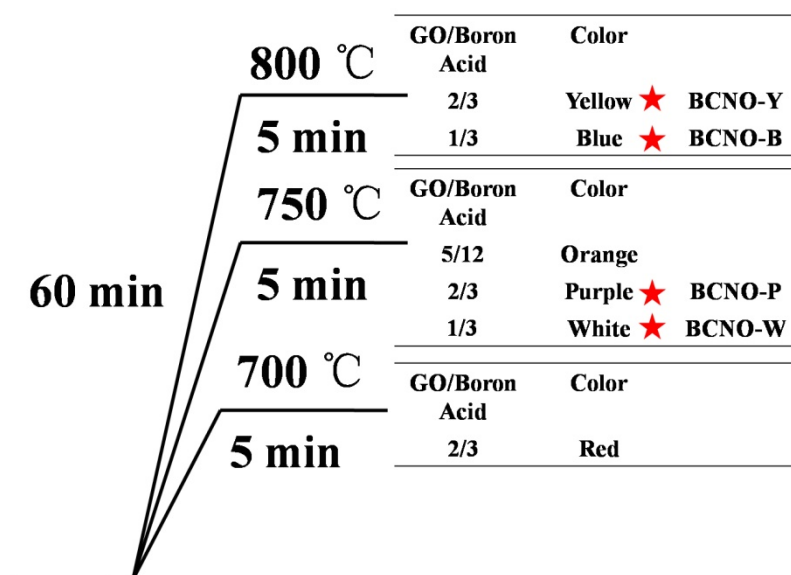 800 ℃
5 min
GO/Boron Acid Color
2/3 Yellow ★ BCNO-Y
1/3 Blue ★ BCNO-B
750 ℃
5 min
GO/Boron Acid Color
5/12 Orange
2/3 Purple ★ BCNO-P
1/3 White ★ BCNO-W
60 min
700 ℃
5 min
GO/Boron Acid Color
2/3 Red